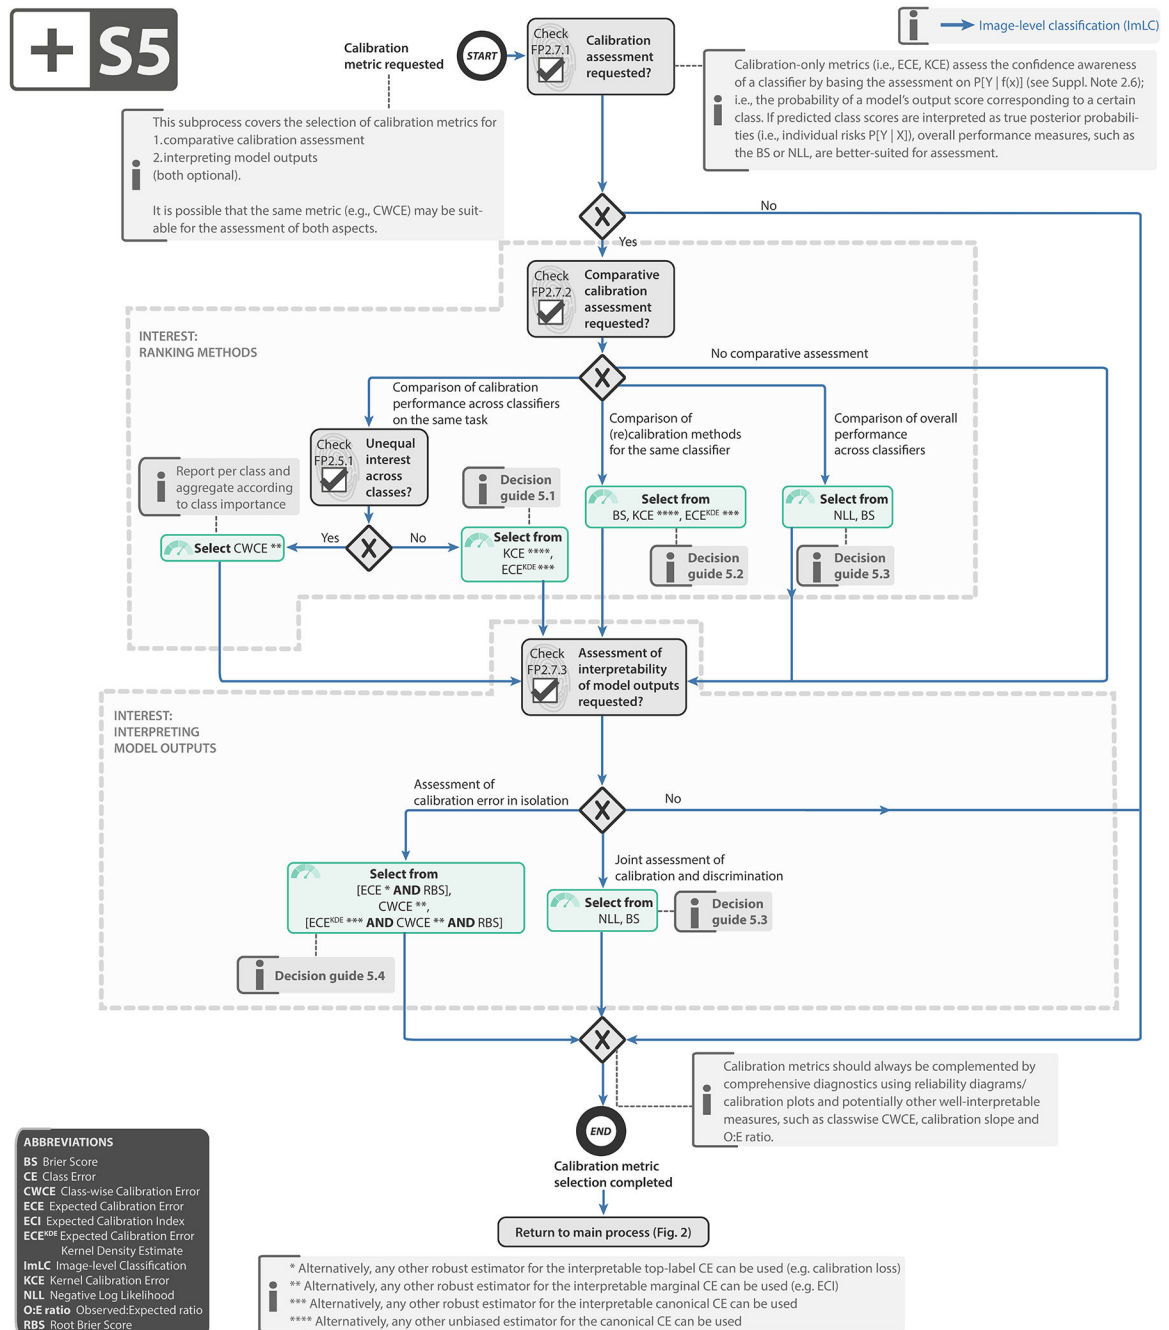 + S5
Image-level classification (ImLC)
Calibration
metric requested
START
Check
FP2.7.1
Calibration
assessment
requested?
Calibration-only metrics (i.e., ECE, KCE) assess the confidence awareness
of a classifier by basing the assessment on P[Y | f(x)] (see Suppl. Note 2.6);
i.e., the probability of a model's output score corresponding to a certain
class. If predicted class scores are interpreted as true posterior probabili-
ties (i.e., individual risks P[Y | X]), overall performance measures, such as
the BS or NLL, are better-suited for assessment.
This subprocess covers the selection of calibration metrics for
1.comparative calibration assessment
2.interpreting model outputs
(both optional).
It is possible that the same metric (e.g., CWCE) may be suit-
able for the assessment of both aspects.
X
No
Yes
Check
FP2.7.2
Comparative
calibration
assessment
requested?
INTEREST:
RANKING METHODS
X
No comparative assessment
Comparison of calibration
performance across classifiers
on the same task
Comparison of
(re)calibration methods
for the same classifier
Comparison of overall
performance
across classifiers
Check
FP2.5.1
Unequal
interest
across
classes?
Report per class and
aggregate according
to class importance
Decision
guide 5.1
Select from
BS, KCE ****, ECE^KDE ***
Select from
NLL, BS
Select CWCE **
Yes
X
No
Select from
KCE ****,
ECE^KDE ***
Decision
guide 5.2
Decision
guide 5.3
Check
FP2.7.3
Assessment of
interpretability
of model outputs
requested?
INTEREST:
INTERPRETING
MODEL OUTPUTS
Assessment of
calibration error in isolation
X
No
Joint assessment of
calibration and discrimination
Select from
[ECE * AND RBS],
CWCE **,
[ECE^KDE *** AND CWCE ** AND RBS]
Select from
NLL, BS
Decision
guide 5.3
Decision guide 5.4
X
Calibration metrics should always be complemented by
comprehensive diagnostics using reliability diagrams/
calibration plots and potentially other well-interpretable
measures, such as classwise CWCE, calibration slope and
O:E ratio.
END
Calibration metric
selection completed
Return to main process (Fig. 2)
ABBREVIATIONS
BS Brier Score
CE Class Error
CWCE Class-wise Calibration Error
ECE Expected Calibration Error
ECI Expected Calibration Index
ECE^KDE Expected Calibration Error
Kernel Density Estimate
ImLC Image-level Classification
KCE Kernel Calibration Error
NLL Negative Log Likelihood
O:E ratio Observed:Expected ratio
RBS Root Brier Score
* Alternatively, any other robust estimator for the interpretable top-label CE can be used (e.g. calibration loss)
** Alternatively, any other robust estimator for the interpretable marginal CE can be used (e.g. ECI)
*** Alternatively, any other robust estimator for the interpretable canonical CE can be used
**** Alternatively, any other unbiased estimator for the canonical CE can be used